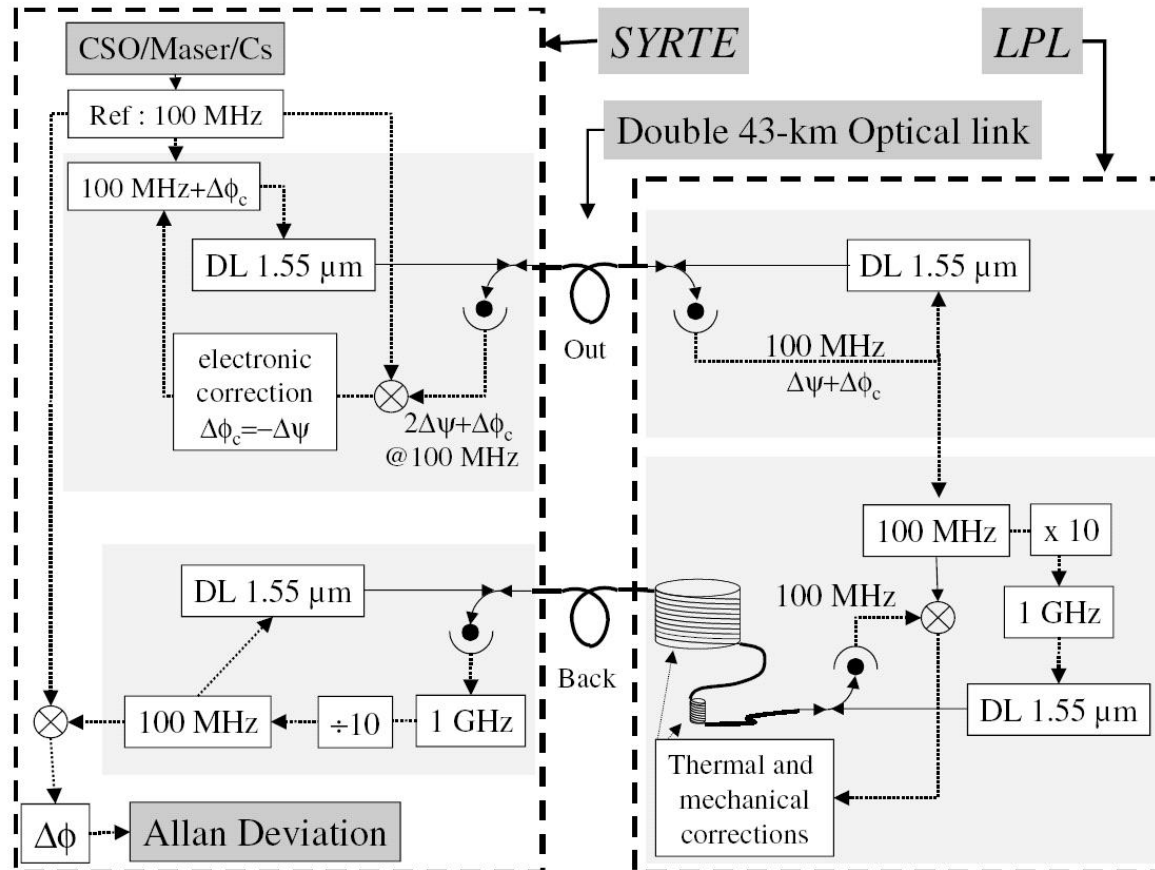 CSO/Maser/Cs
SYRTE
LPL
Ref : 100 MHz
Double 43-km Optical link
100 MHz+Δϕc
DL 1.55 µm
DL 1.55 µm
Out
100 MHz
Δψ+Δϕc
electronic
correction
Δϕc=−Δψ
2Δψ+Δϕc
@100 MHz
100 MHz
x 10
DL 1.55 µm
100 MHz
1 GHz
Back
100 MHz
÷10
1 GHz
DL 1.55 µm
Thermal and
mechanical
corrections
Δϕ
Allan Deviation